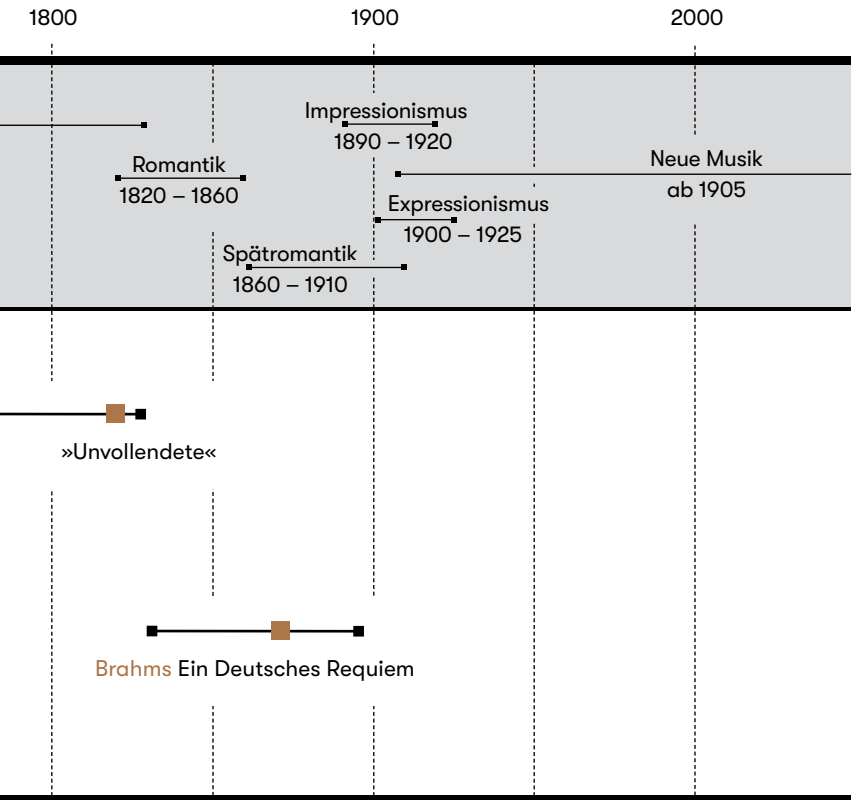 1800 1900 2000
Impressionismus
1890 – 1920
Romantik
1820 – 1860
Neue Musik
ab 1905
Expressionismus
1900 – 1925
Spätromantik
1860 – 1910
»Unvollendete«
Brahms Ein Deutsches Requiem